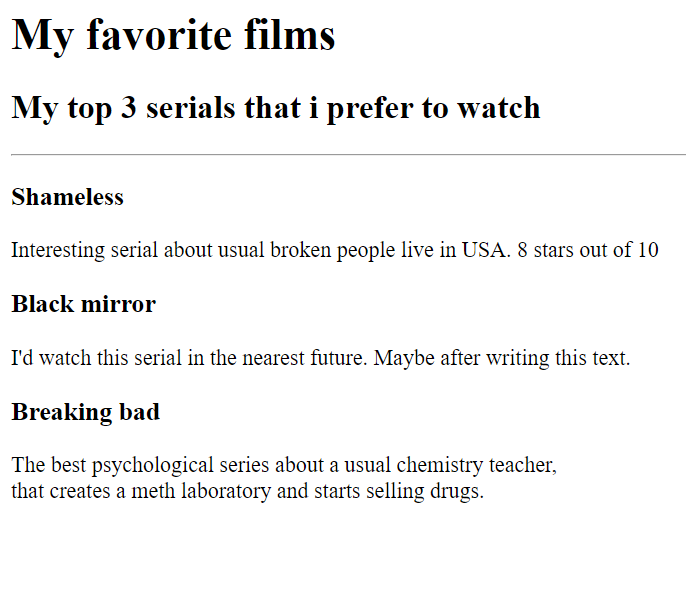 My favorite films
My top 3 serials that i prefer to watch
Shameless
Interesting serial about usual broken people live in USA. 8 stars out of 10
Black mirror
I'd watch this serial in the nearest future. Maybe after writing this text.
Breaking bad
The best psychological series about a usual chemistry teacher,
that creates a meth laboratory and starts selling drugs.